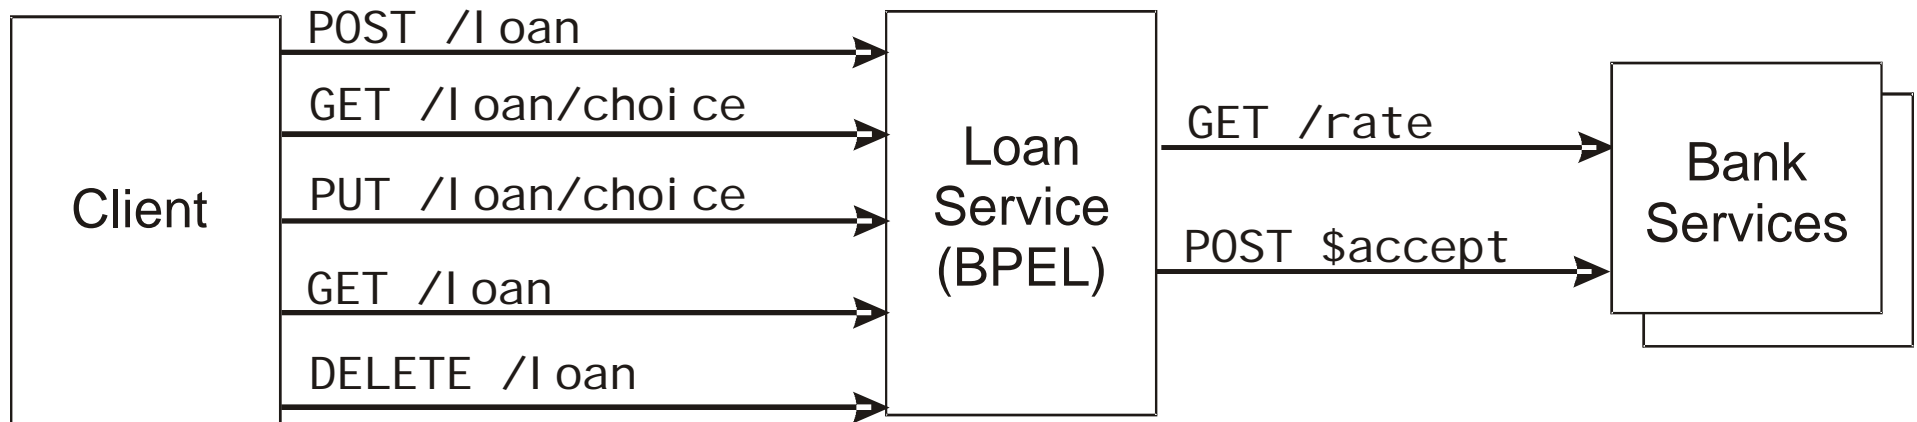 Client
POST /loan
GET /loan/choice
PUT /loan/choice
GET /loan
DELETE /loan
Loan
Service
(BPEL)
GET /rate
POST $accept
Bank
Services